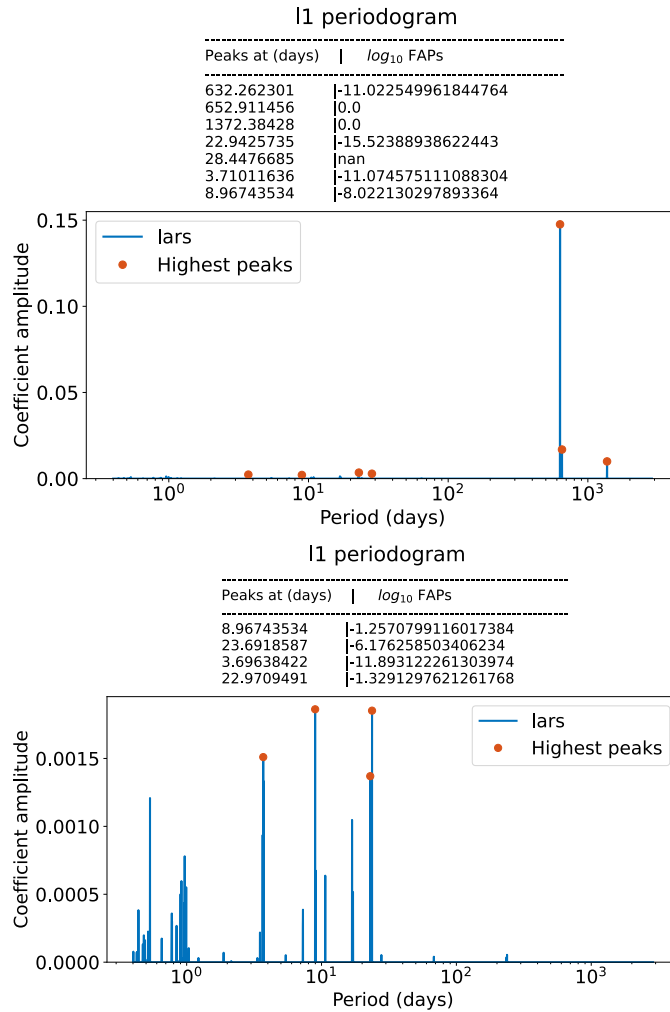 l1 periodogram
Peaks at (days) | log10 FAPs
632.262301 |-11.022549961844764
652.911456 |0.0
1372.38428 |0.0
22.9425735 |-15.52388938622443
28.4476685 |nan
3.71011636 |-11.074575111088304
8.96743534 |-8.022130297893364
0.15
0.10
0.05
0.00
Coefficient amplitude
lars
Highest peaks
10^0 10^1 10^2 10^3
Period (days)
l1 periodogram
Peaks at (days) | log10 FAPs
8.96743534 |-1.2570799116017384
23.6918587 |-6.176258503406234
3.69638422 |-11.893122261303974
22.9709491 |-1.3291297621261768
0.0015
0.0010
0.0005
0.0000
Coefficient amplitude
lars
Highest peaks
10^0 10^1 10^2 10^3
Period (days)